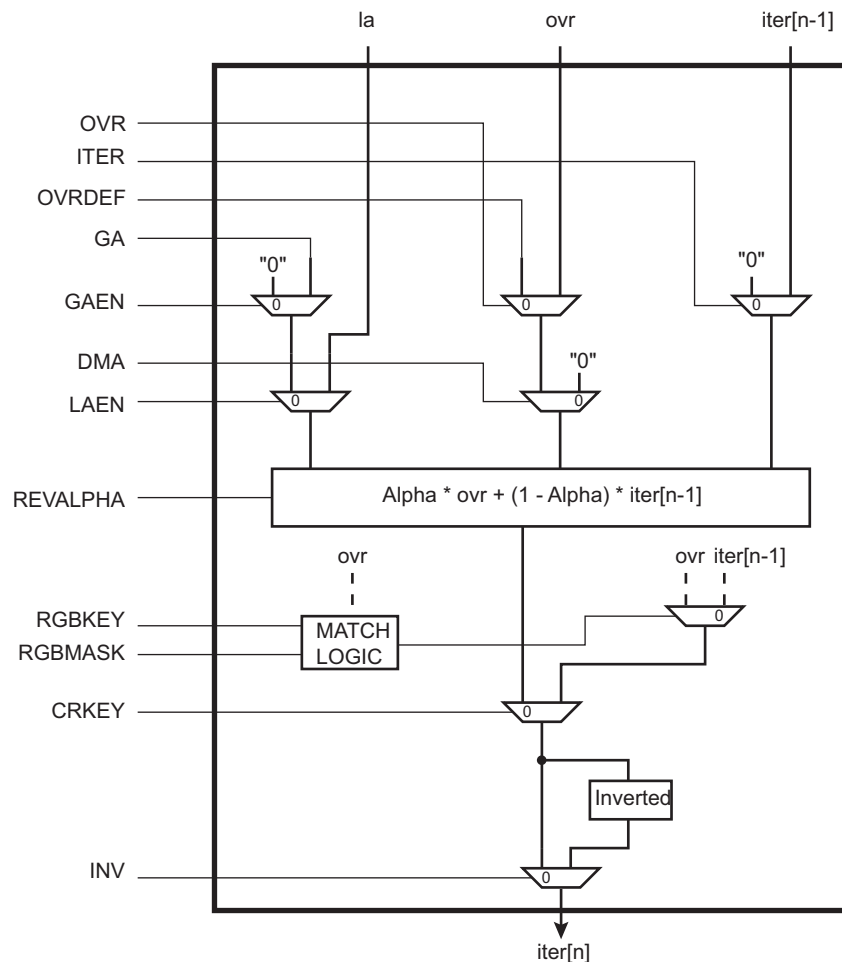 la ovr iter[n-1]
OVR
ITER
OVRDEF
GA
"0" "0"
GAEN 0 0 0
DMA "0"
LAEN 0 0
REVALPHA Alpha * ovr + (1 - Alpha) * iter[n-1]
ovr ovr iter[n-1]
RGBKEY 0
MATCH
RGBMASK LOGIC
CRKEY 0
Inverted
INV 0
iter[n]